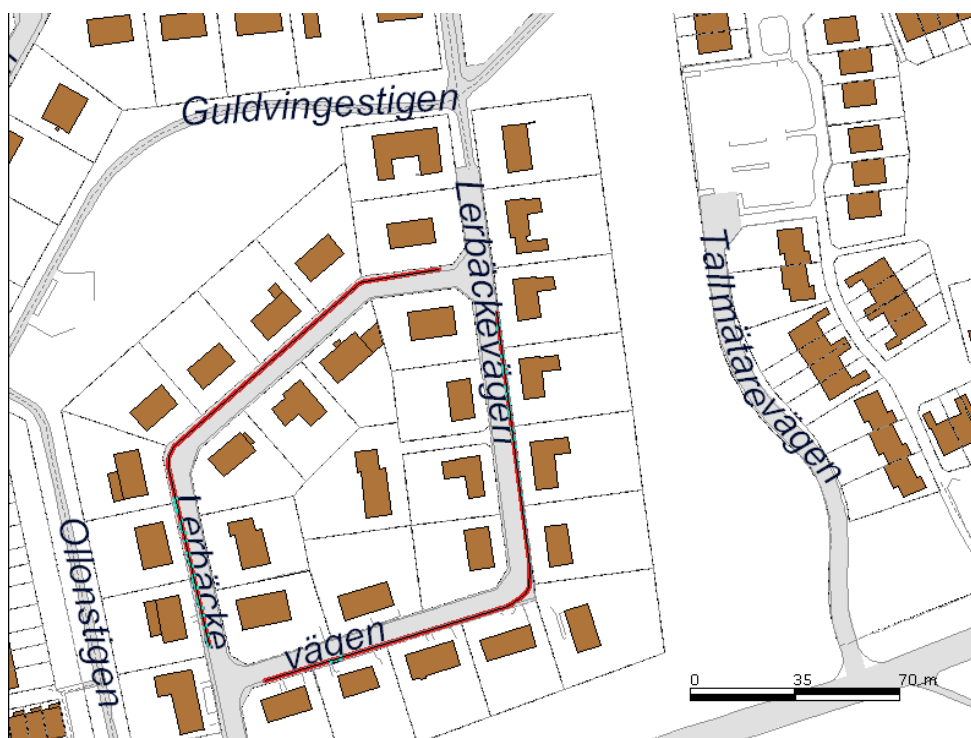 Guldvingestigen
Lerbäckevägen
Tallmätarevägen
Ollonstigen
Lerbäcke
vägen
0 35 70 m